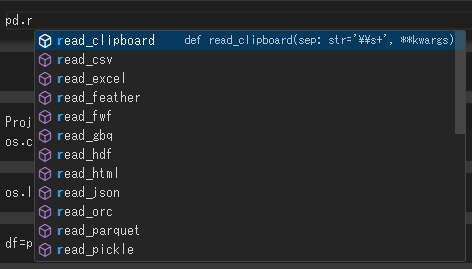 pd.r
read_clipboard def read_clipboard(sep: str='¥¥s+', **kwargs)
read_csv
read_excel
read_feather
Proj
read_fwf
os.c
read_gbq
read_hdf
read_html
os.l
read_json
read_orc
read_parquet
df=p
read_pickle